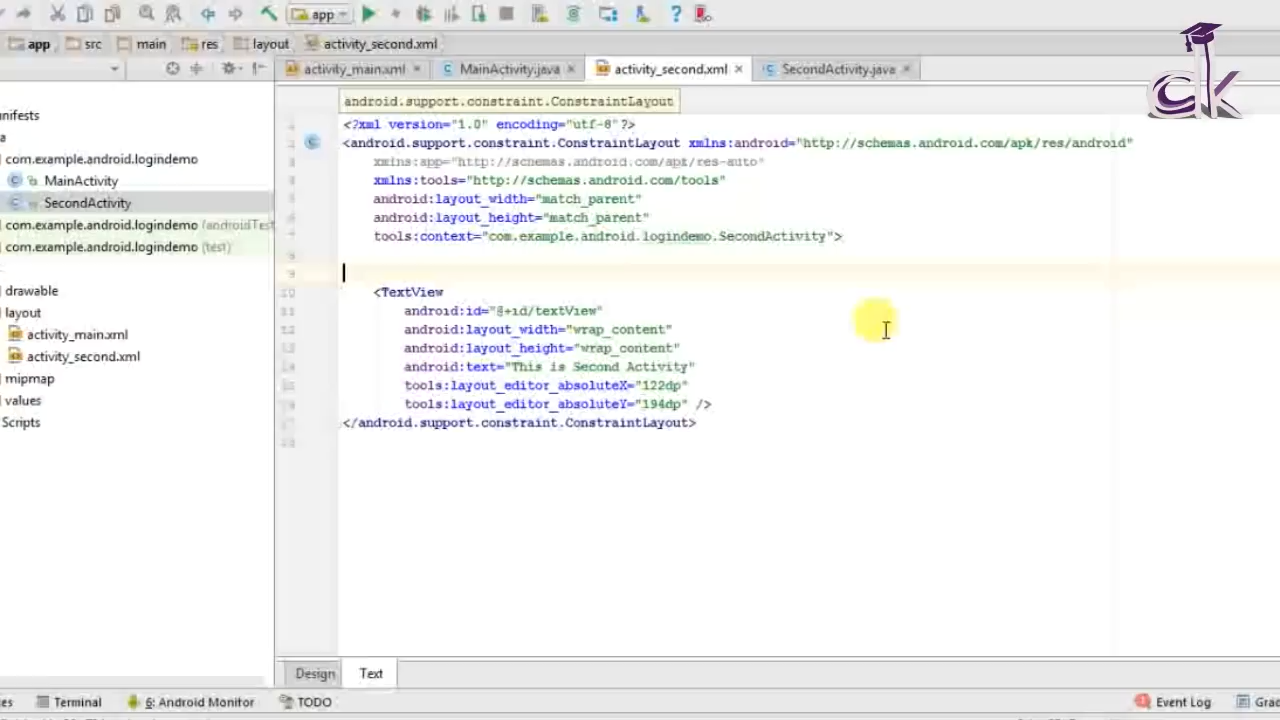 app
app src main res layout activity_second.xml
activity_main.xml MainActivity.java activity_second.xml SecondActivity.java
ck
android.support.constraint.ConstraintLayout
<?xml version="1.0" encoding="utf-8"?>
<android.support.constraint.ConstraintLayout xmlns:android="http://schemas.android.com/apk/res/android"
xmlns:app="http://schemas.android.com/apk/res-auto"
xmlns:tools="http://schemas.android.com/tools"
android:layout_width="match_parent"
android:layout_height="match_parent"
tools:context="com.example.android.logindemo.SecondActivity">
<TextView
android:id="@+id/textView"
android:layout_width="wrap_content"
android:layout_height="wrap_content"
android:text="This is Second Activity"
tools:layout_editor_absoluteX="122dp"
tools:layout_editor_absoluteY="194dp" />
</android.support.constraint.ConstraintLayout>
nifests
a
com.example.android.logindemo
MainActivity
SecondActivity
com.example.android.logindemo (androidTest
com.example.android.logindemo (test)
drawable
layout
activity_main.xml
activity_second.xml
mipmap
values
Scripts
Design Text
es Terminal 6: Android Monitor TODO Event Log Grad